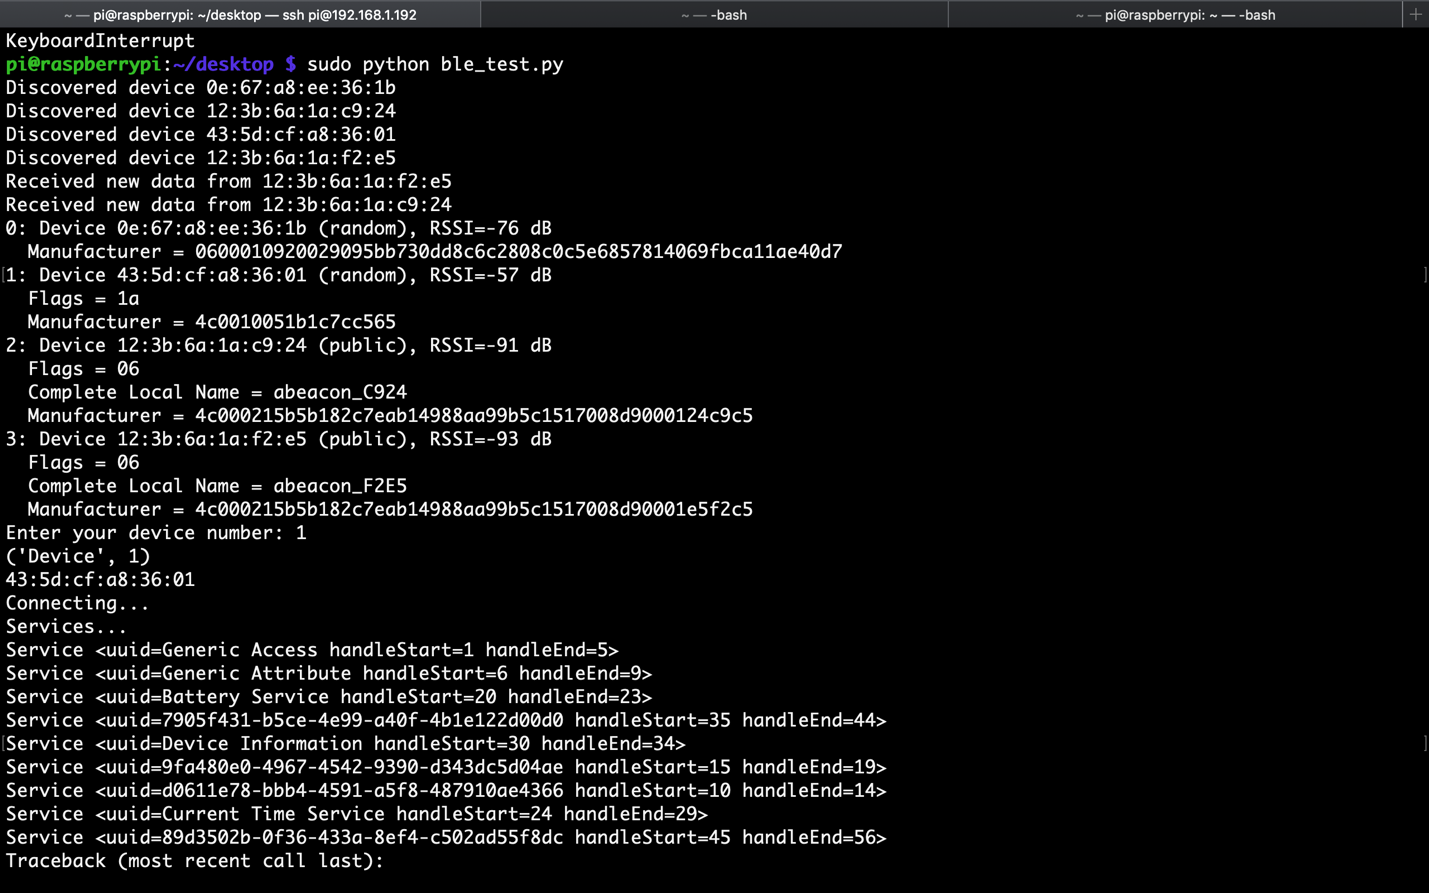 ~ — pi@raspberrypi: ~/desktop — ssh pi@192.168.1.192
~ — -bash
~ — pi@raspberrypi: ~ — -bash
+
KeyboardInterrupt
pi@raspberrypi:~/desktop $ sudo python ble_test.py
Discovered device 0e:67:a8:ee:36:1b
Discovered device 12:3b:6a:1a:c9:24
Discovered device 43:5d:cf:a8:36:01
Discovered device 12:3b:6a:1a:f2:e5
Received new data from 12:3b:6a:1a:f2:e5
Received new data from 12:3b:6a:1a:c9:24
0: Device 0e:67:a8:ee:36:1b (random), RSSI=-76 dB
  Manufacturer = 0600010920029095bb730dd8c6c2808c0c5e6857814069fbca11ae40d7
1: Device 43:5d:cf:a8:36:01 (random), RSSI=-57 dB
  Flags = 1a
  Manufacturer = 4c0010051b1c7cc565
2: Device 12:3b:6a:1a:c9:24 (public), RSSI=-91 dB
  Flags = 06
  Complete Local Name = abeacon_C924
  Manufacturer = 4c000215b5b182c7eab14988aa99b5c1517008d9000124c9c5
3: Device 12:3b:6a:1a:f2:e5 (public), RSSI=-93 dB
  Flags = 06
  Complete Local Name = abeacon_F2E5
  Manufacturer = 4c000215b5b182c7eab14988aa99b5c1517008d90001e5f2c5
Enter your device number: 1
('Device', 1)
43:5d:cf:a8:36:01
Connecting...
Services...
Service <uuid=Generic Access handleStart=1 handleEnd=5>
Service <uuid=Generic Attribute handleStart=6 handleEnd=9>
Service <uuid=Battery Service handleStart=20 handleEnd=23>
Service <uuid=7905f431-b5ce-4e99-a40f-4b1e122d00d0 handleStart=35 handleEnd=44>
Service <uuid=Device Information handleStart=30 handleEnd=34>
Service <uuid=9fa480e0-4967-4542-9390-d343dc5d04ae handleStart=15 handleEnd=19>
Service <uuid=d0611e78-bbb4-4591-a5f8-487910ae4366 handleStart=10 handleEnd=14>
Service <uuid=Current Time Service handleStart=24 handleEnd=29>
Service <uuid=89d3502b-0f36-433a-8ef4-c502ad55f8dc handleStart=45 handleEnd=56>
Traceback (most recent call last):